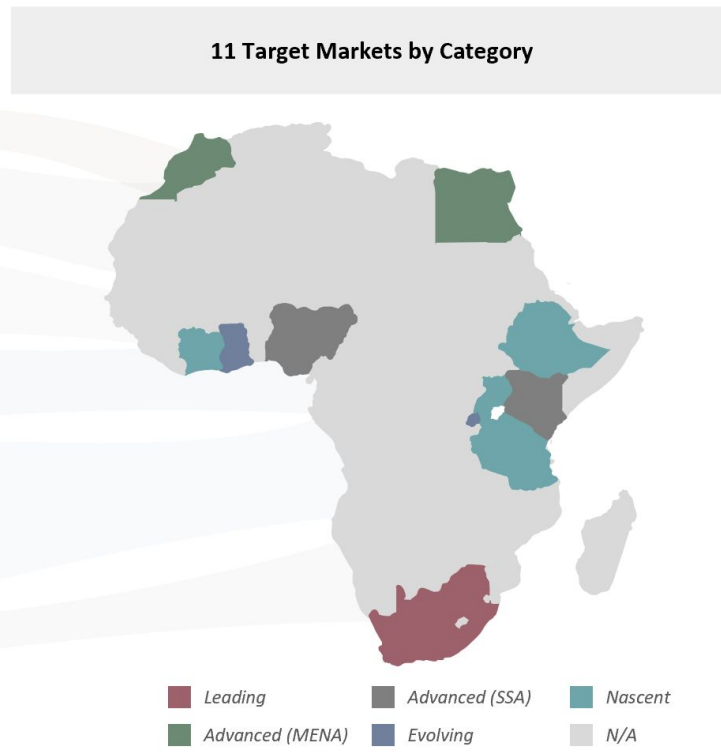 11 Target Markets by Category
Leading
Advanced (SSA)
Nascent
Advanced (MENA)
Evolving
N/A